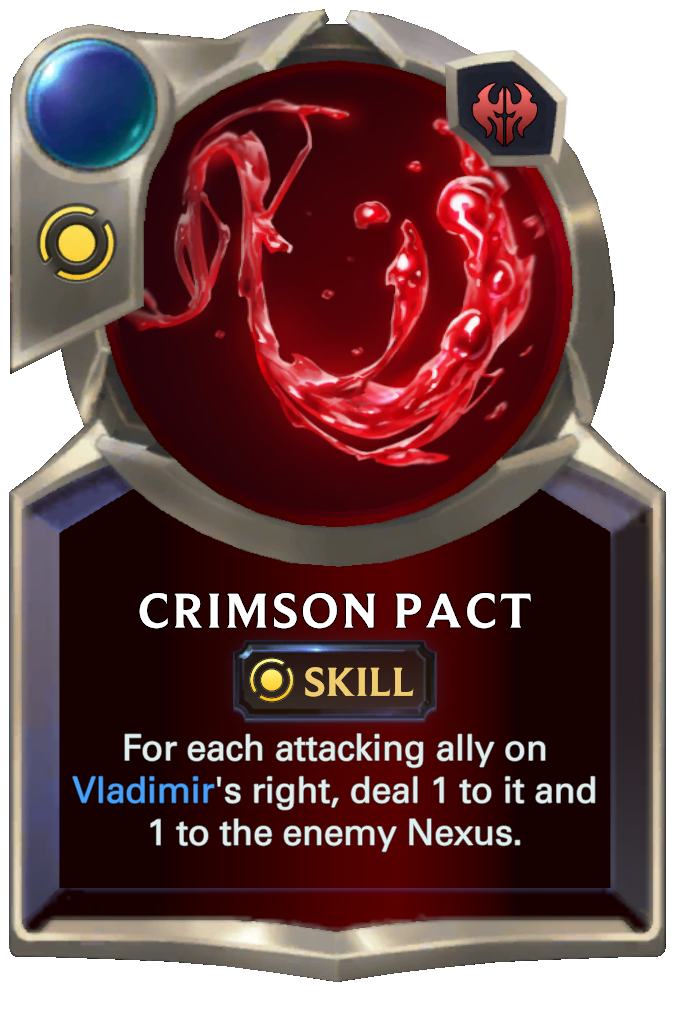 CRIMSON PACT
SKILL
For each attacking ally on
Vladimir's right, deal 1 to it and
1 to the enemy Nexus.